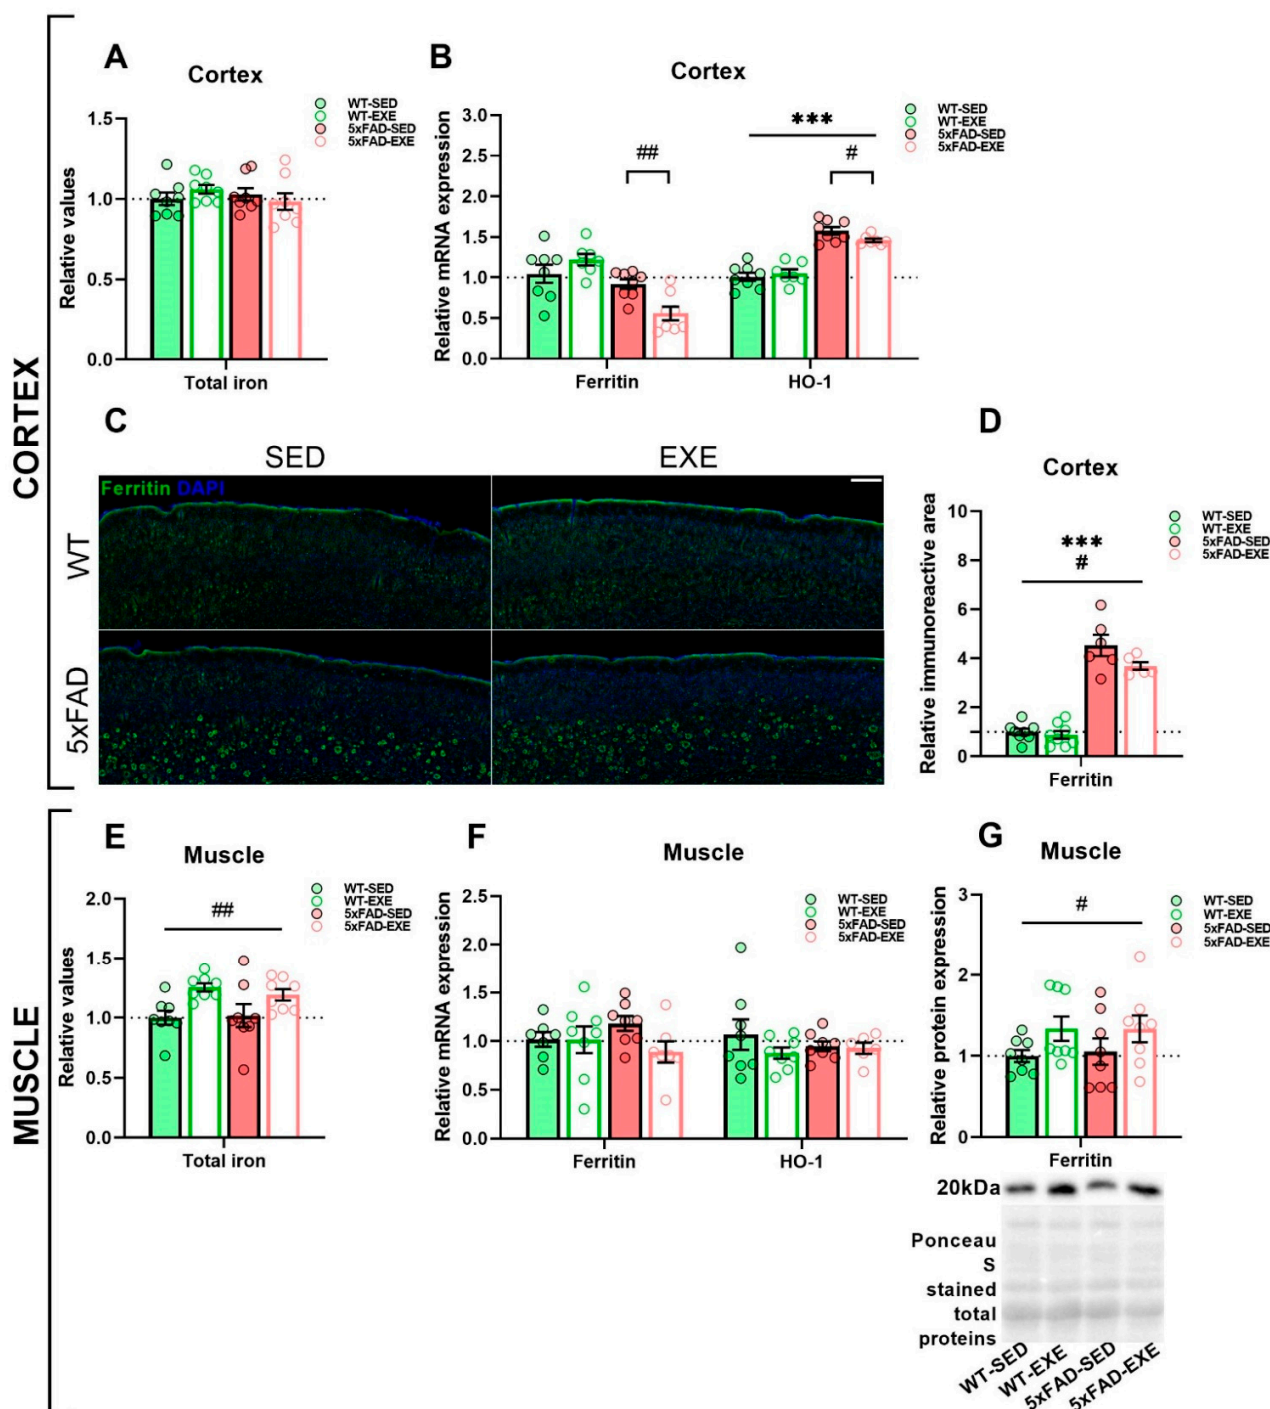 CORTEX
A
Cortex
WT-SED
WT-EXE
5xFAD-SED
5xFAD-EXE
Relative values
1.5
1.0
0.5
0.0
Total iron
B
Cortex
WT-SED
WT-EXE
5xFAD-SED
5xFAD-EXE
Relative mRNA expression
3.0
2.5
2.0
1.5
1.0
0.5
0.0
##
***
#
Ferritin
HO-1
C
SED
EXE
WT
5xFAD
Ferritin DAPI
D
Cortex
WT-SED
WT-EXE
5xFAD-SED
5xFAD-EXE
Relative immunoreactive area
10
8
6
4
2
0
***
#
Ferritin
MUSCLE
E
Muscle
WT-SED
WT-EXE
5xFAD-SED
5xFAD-EXE
Relative values
2.0
1.5
1.0
0.5
0.0
##
Total iron
F
Muscle
WT-SED
WT-EXE
5xFAD-SED
5xFAD-EXE
Relative mRNA expression
2.5
2.0
1.5
1.0
0.5
0.0
Ferritin
HO-1
G
Muscle
WT-SED
WT-EXE
5xFAD-SED
5xFAD-EXE
Relative protein expression
3
2
1
0
#
Ferritin
20kDa
Ponceau
S
stained
total
proteins
WT-SED
WT-EXE
5xFAD-SED
5xFAD-EXE